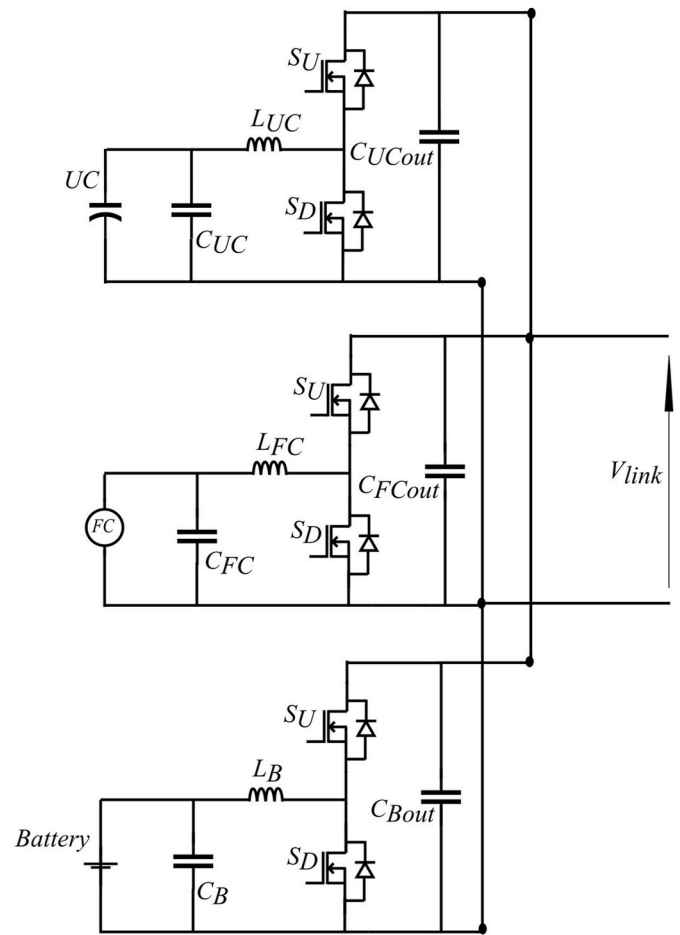 SU
LUC
CUCout
UC
SD
CUC
SU
LFC
CFCout
Vlink
FC
SD
CFC
SU
LB
CBout
Battery
SD
CB